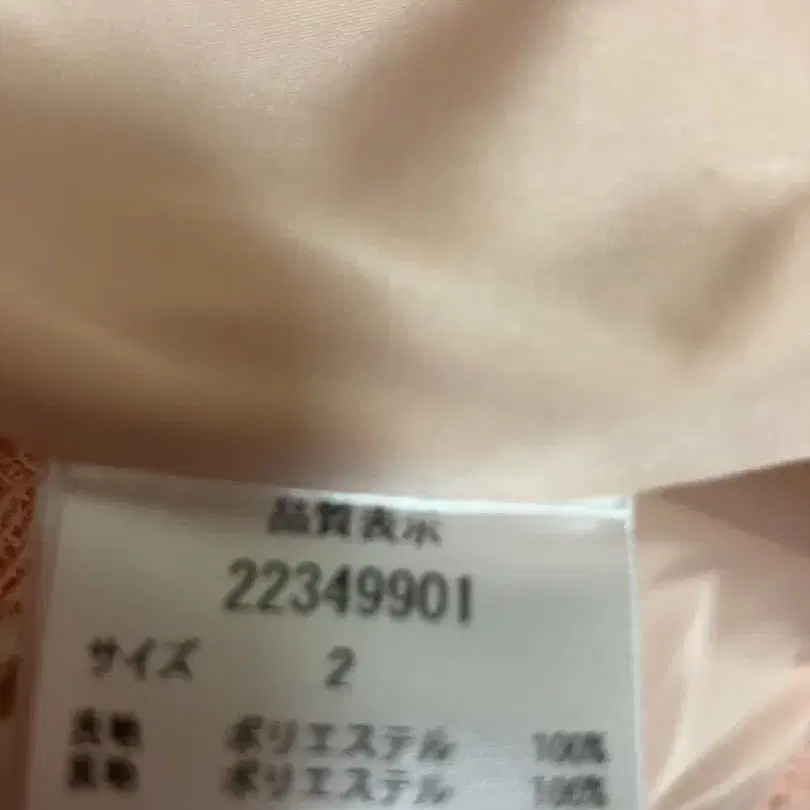 品質表示
22349901
サイズ 2
表地 ポリエステル 100%
裏地 ポリエステル 100%